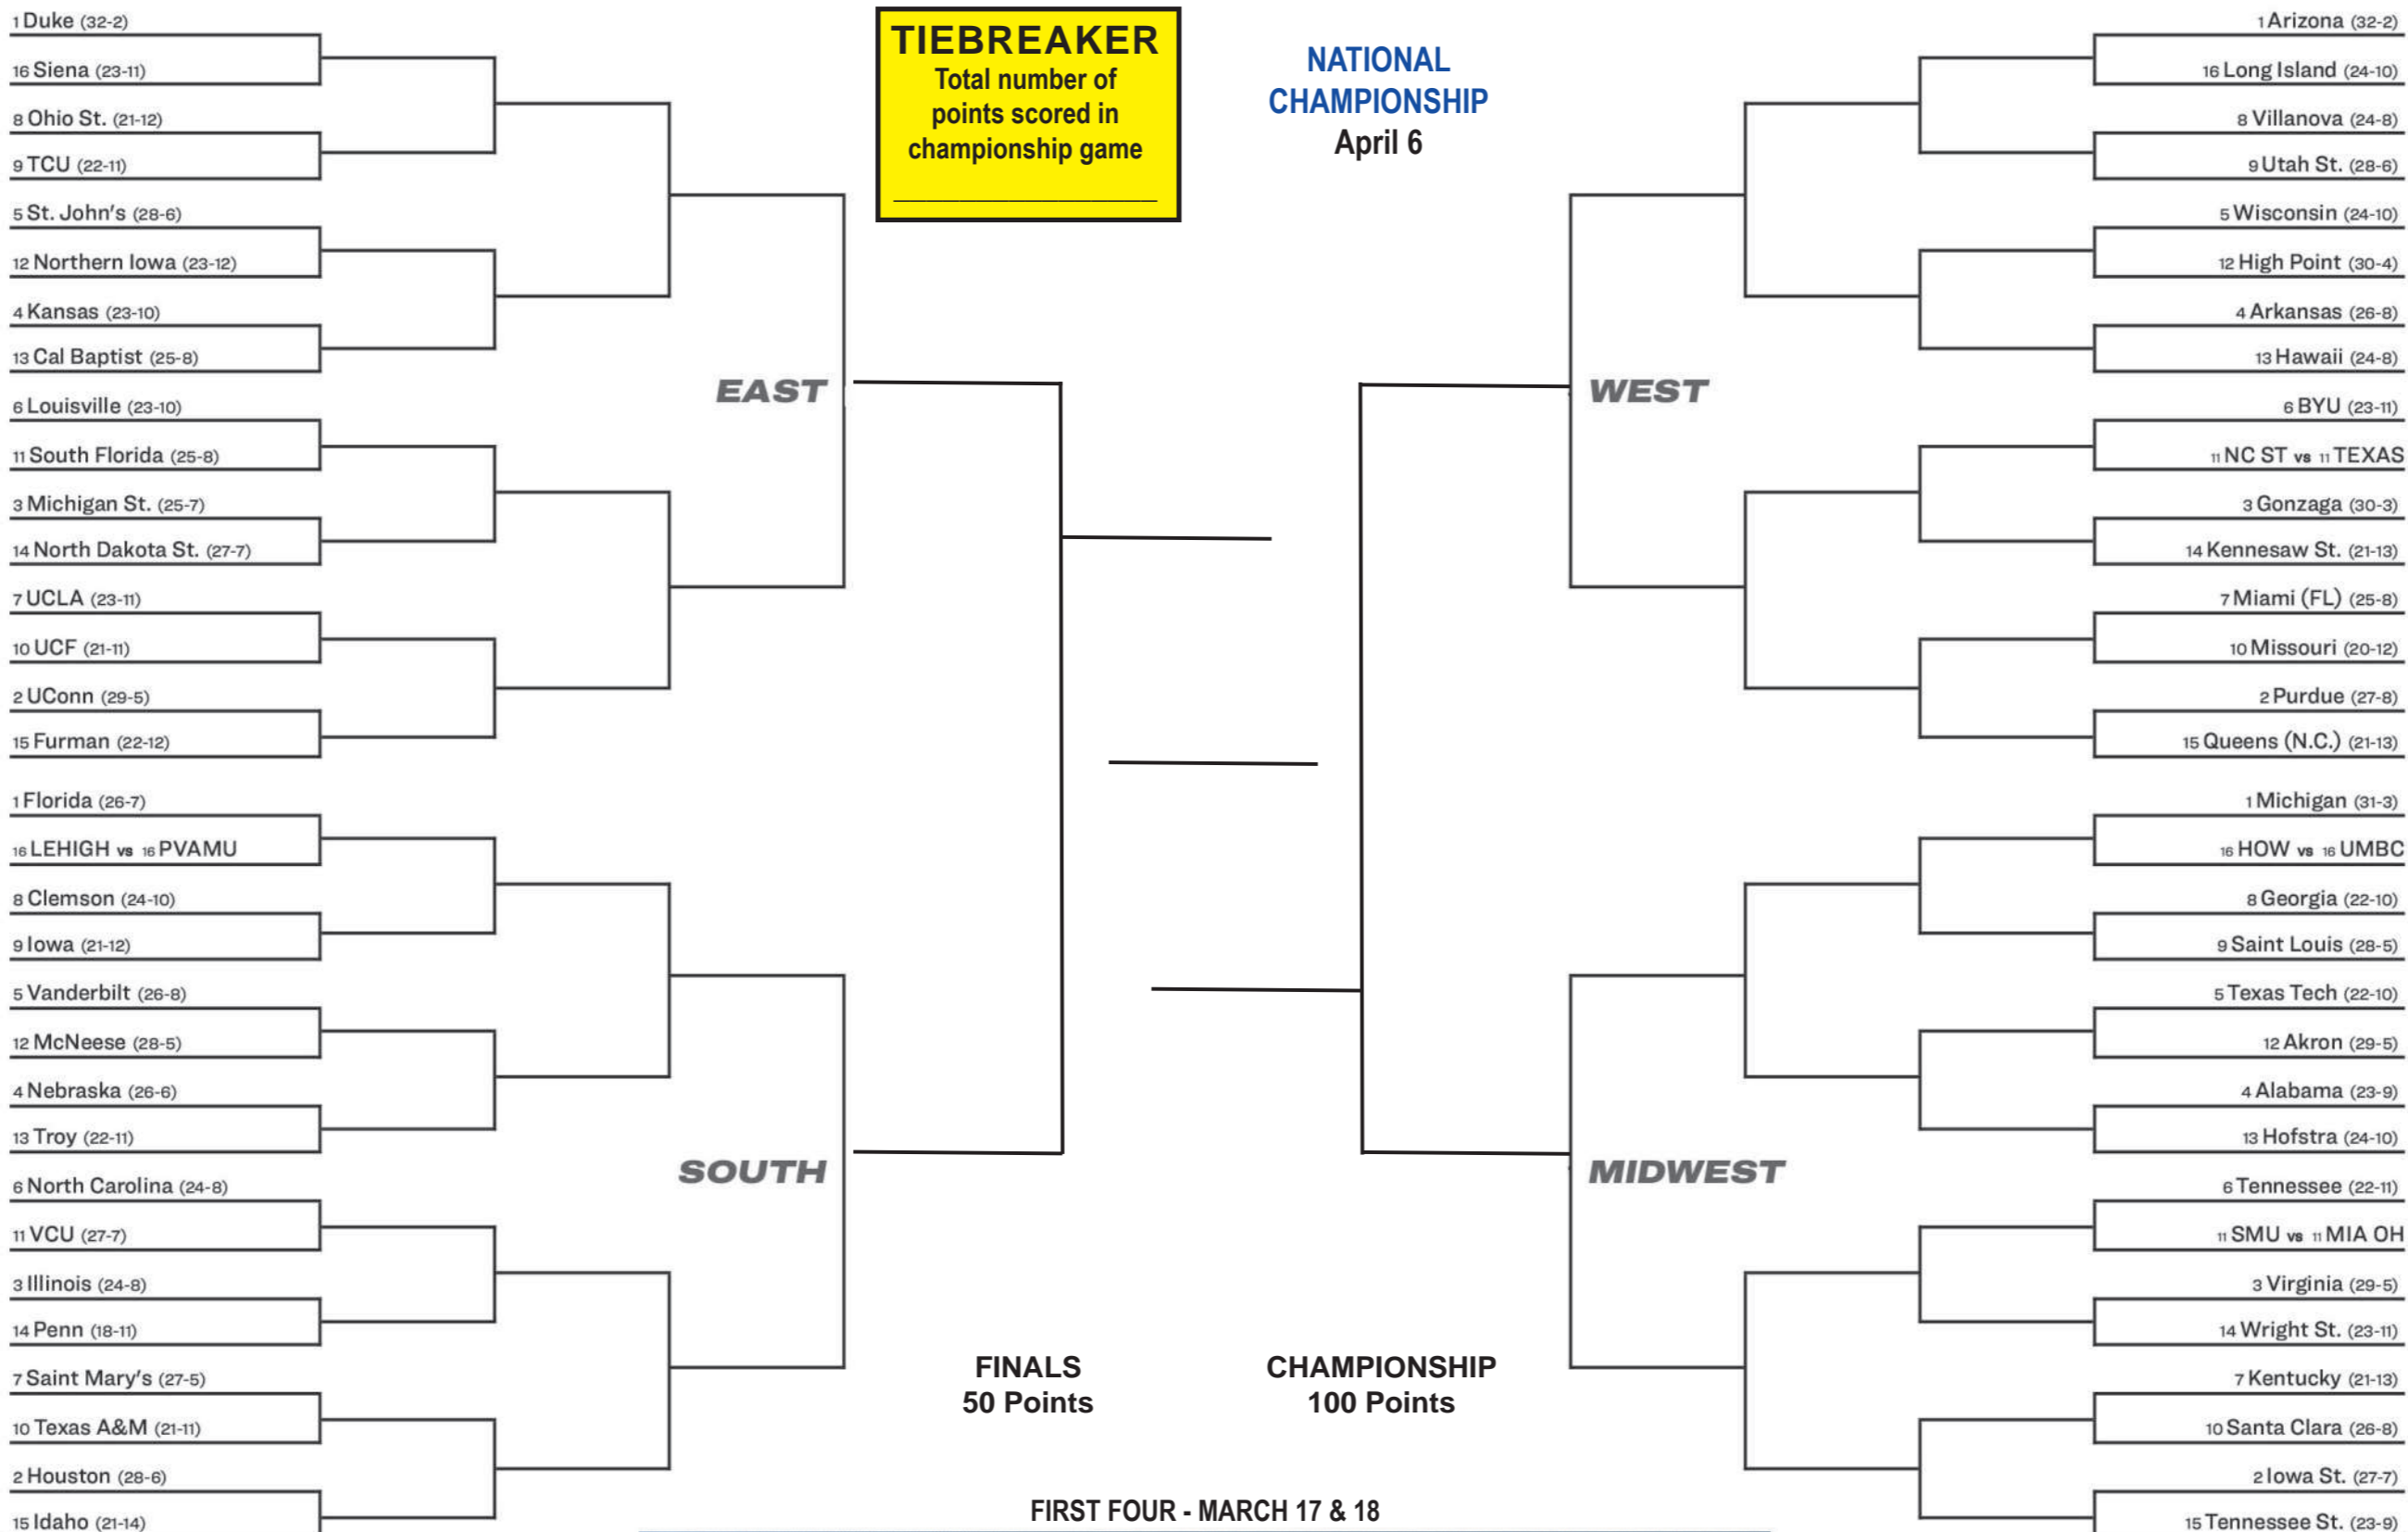 1 Duke (32-2)
16 Siena (23-11)
8 Ohio St. (21-12)
9 TCU (22-11)
5 St. John's (28-6)
12 Northern Iowa (23-12)
4 Kansas (23-10)
13 Cal Baptist (25-8)
6 Louisville (23-10)
11 South Florida (25-8)
3 Michigan St. (25-7)
14 North Dakota St. (27-7)
7 UCLA (23-11)
10 UCF (21-11)
2 UConn (29-5)
15 Furman (22-12)
EAST
1 Florida (26-7)
16 LEHIGH vs 16 PVAMU
8 Clemson (24-10)
9 Iowa (21-12)
5 Vanderbilt (26-8)
12 McNeese (28-5)
4 Nebraska (26-6)
13 Troy (22-11)
6 North Carolina (24-8)
11 VCU (27-7)
3 Illinois (24-8)
14 Penn (18-11)
7 Saint Mary's (27-5)
10 Texas A&M (21-11)
2 Houston (28-6)
15 Idaho (21-14)
SOUTH
TIEBREAKER
Total number of
points scored in
championship game
NATIONAL
CHAMPIONSHIP
April 6
FINALS
50 Points
CHAMPIONSHIP
100 Points
FIRST FOUR - MARCH 17 & 18
1 Arizona (32-2)
16 Long Island (24-10)
8 Villanova (24-8)
9 Utah St. (28-6)
5 Wisconsin (24-10)
12 High Point (30-4)
4 Arkansas (26-8)
13 Hawaii (24-8)
6 BYU (23-11)
11 NC ST vs 11 TEXAS
3 Gonzaga (30-3)
14 Kennesaw St. (21-13)
7 Miami (FL) (25-8)
10 Missouri (20-12)
2 Purdue (27-8)
15 Queens (N.C.) (21-13)
WEST
1 Michigan (31-3)
16 HOW vs 16 UMBC
8 Georgia (22-10)
9 Saint Louis (28-5)
5 Texas Tech (22-10)
12 Akron (29-5)
4 Alabama (23-9)
13 Hofstra (24-10)
6 Tennessee (22-11)
11 SMU vs 11 MIA OH
3 Virginia (29-5)
14 Wright St. (23-11)
7 Kentucky (21-13)
10 Santa Clara (26-8)
2 Iowa St. (27-7)
15 Tennessee St. (23-9)
MIDWEST